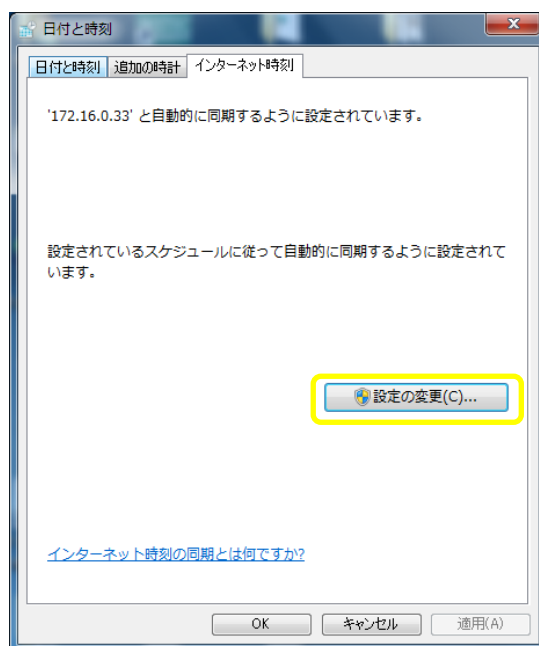 日付と時刻
日付と時刻 追加の時計 インターネット時刻
'172.16.0.33' と自動的に同期するように設定されています。
設定されているスケジュールに従って自動的に同期するように設定されて
います。
設定の変更(C)...
インターネット時刻の同期とは何ですか?
OK キャンセル 適用(A)